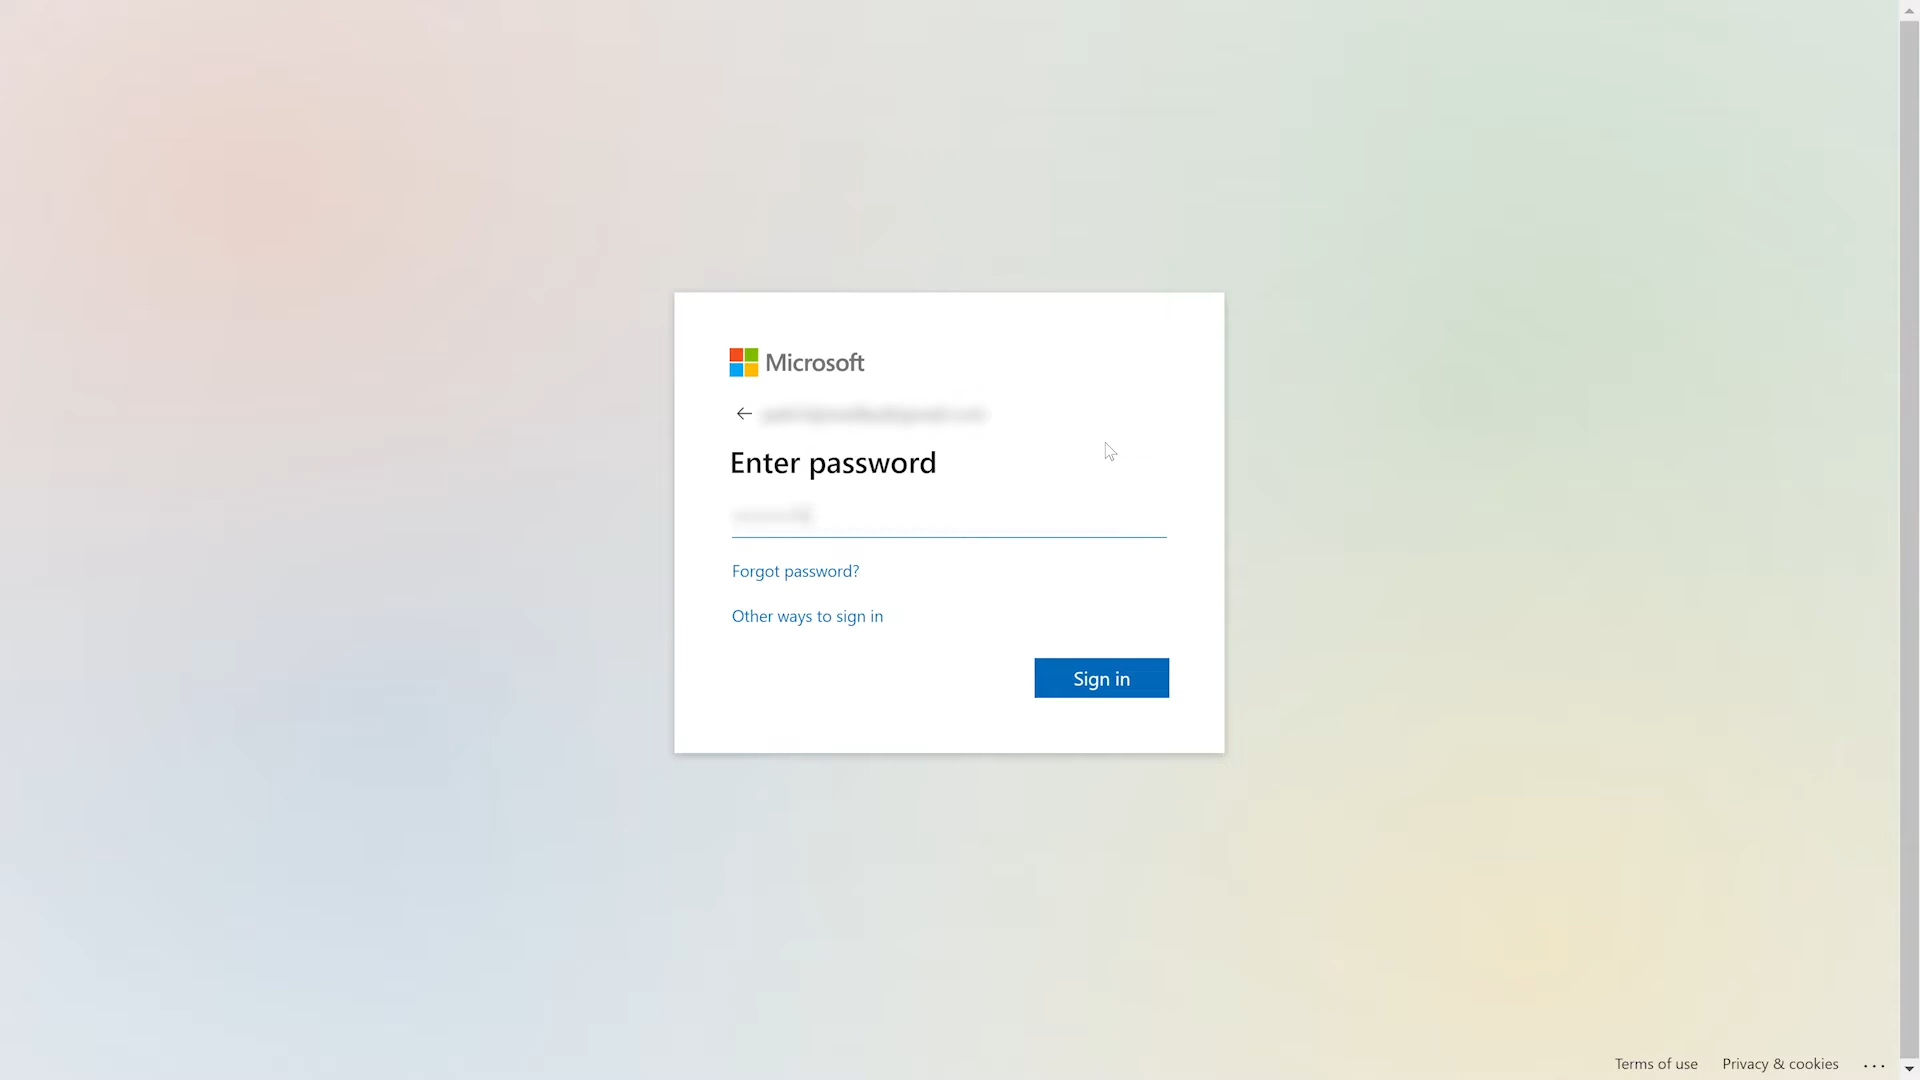 Microsoft
Enter password
Forgot password?
Other ways to sign in
Sign in
Terms of use
Privacy & cookies
...